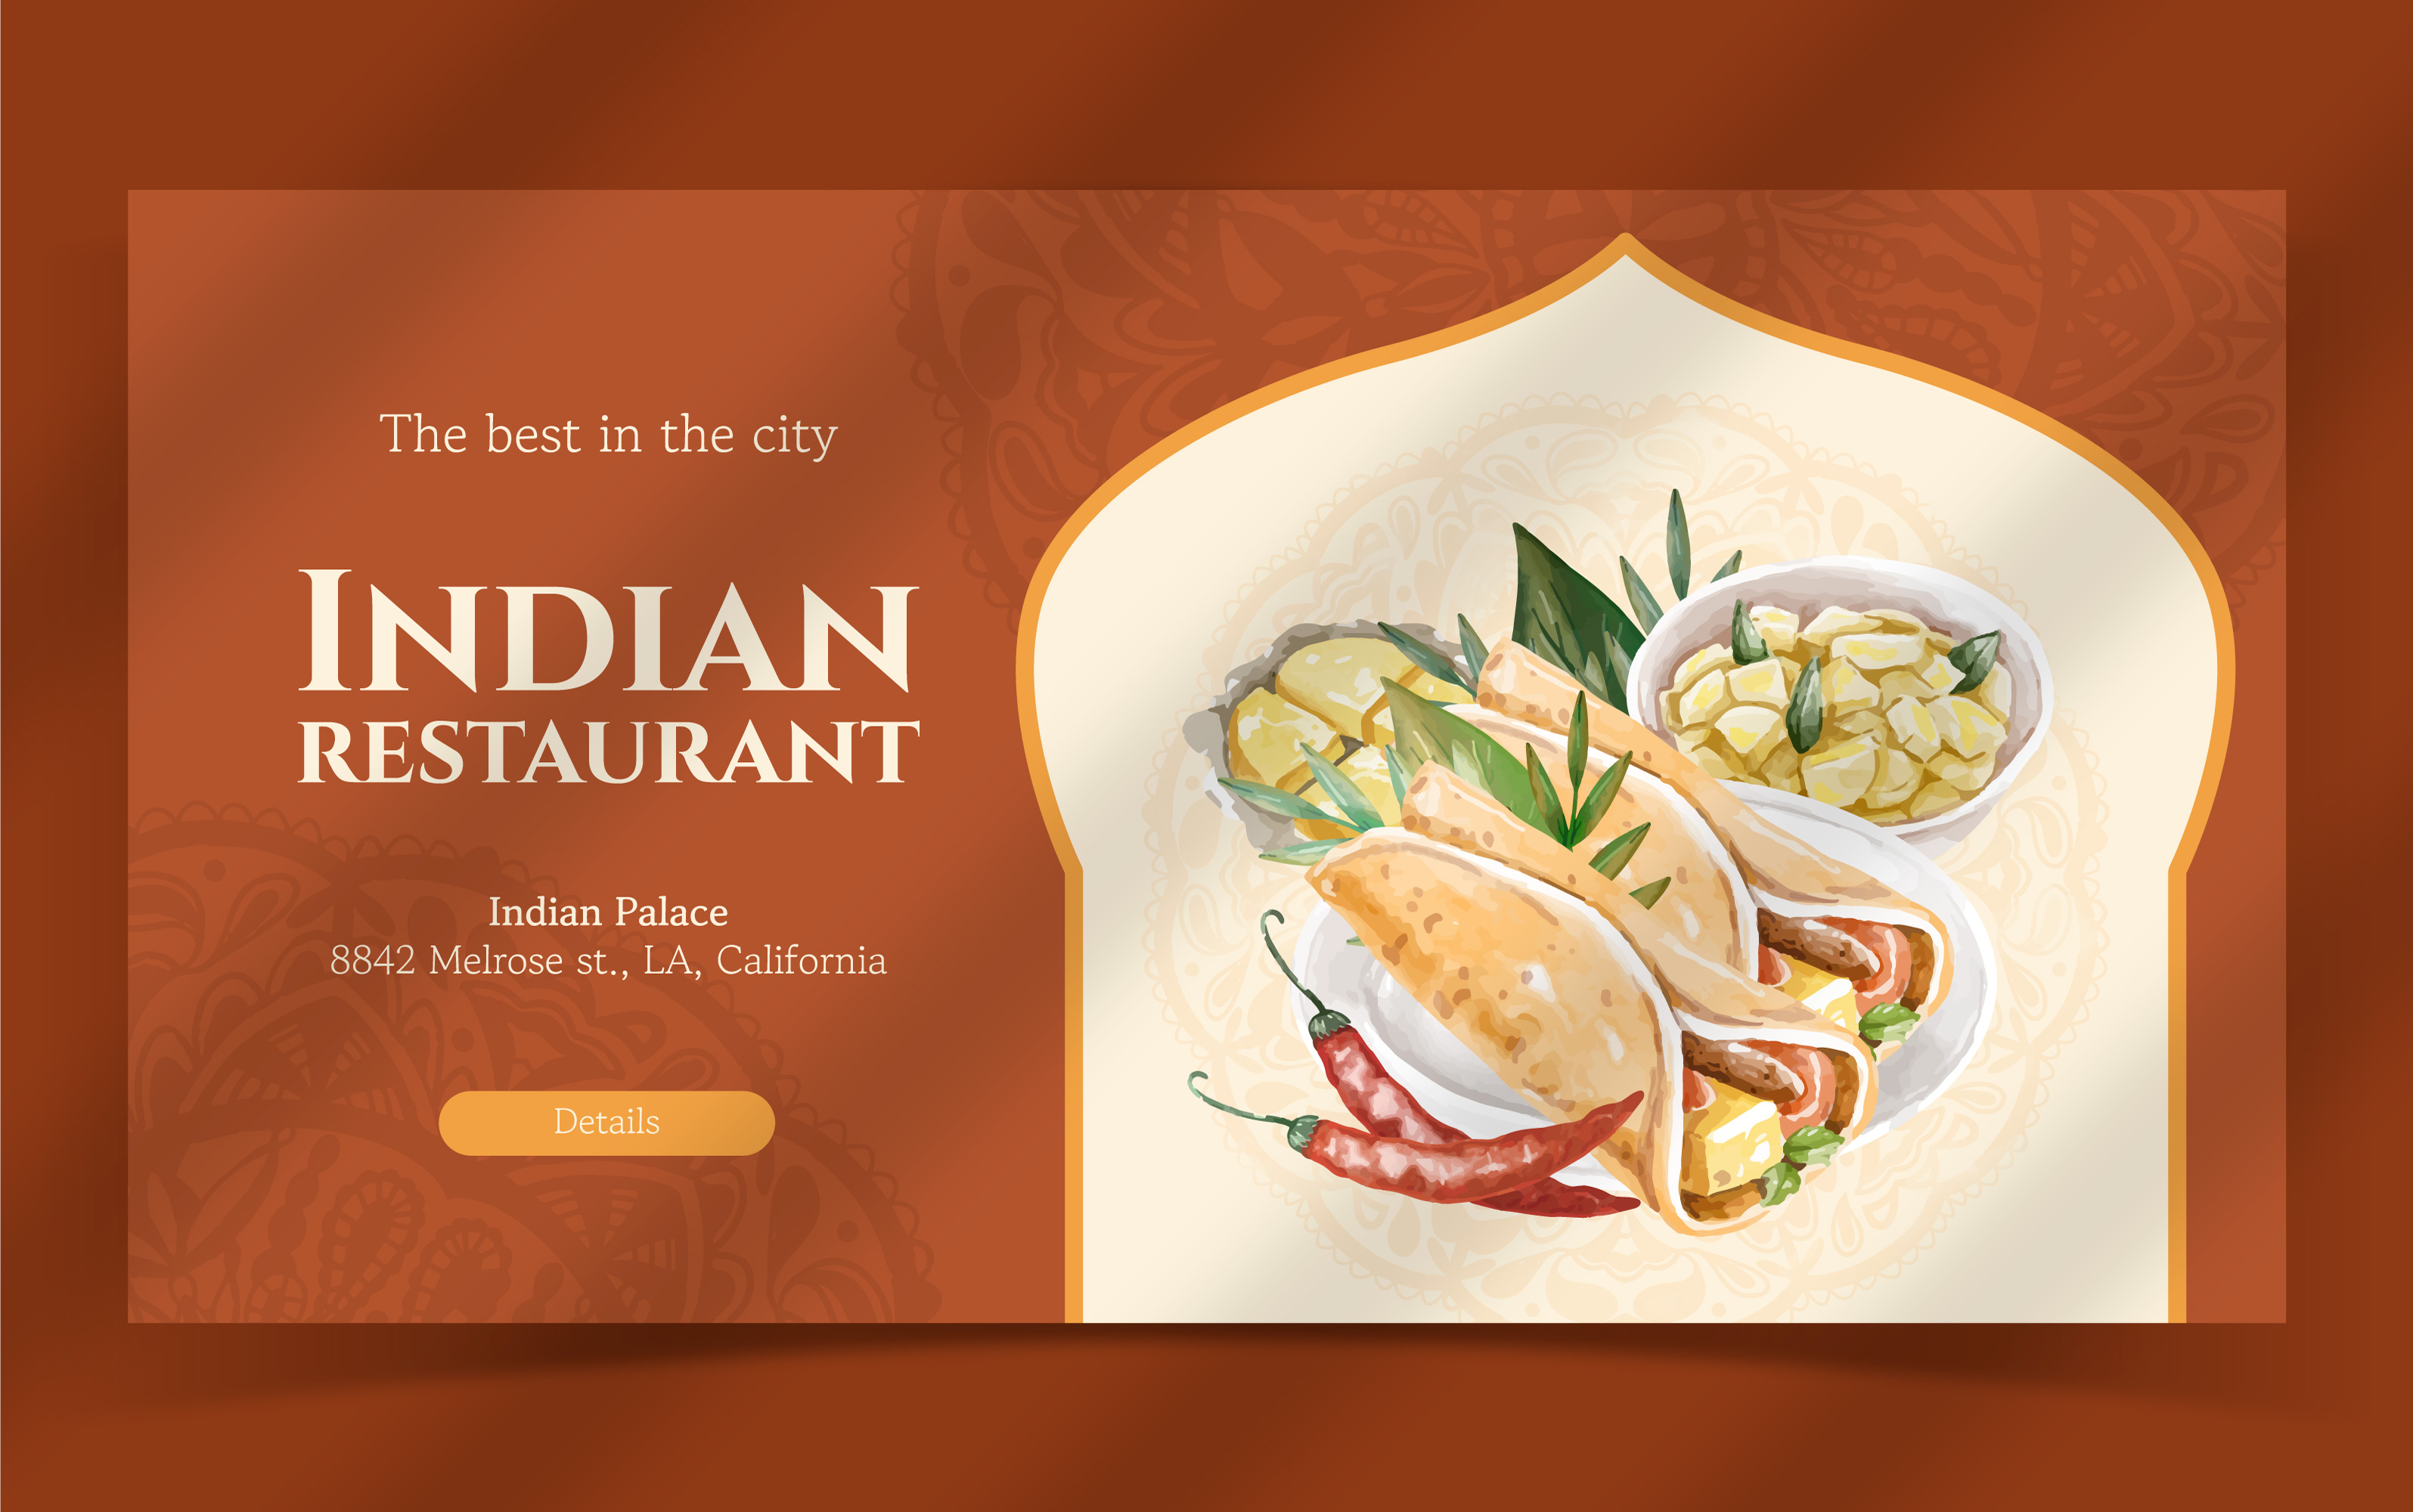 The best in the city
INDIAN
RESTAURANT
Indian Palace
8842 Melrose st., LA, California
Details